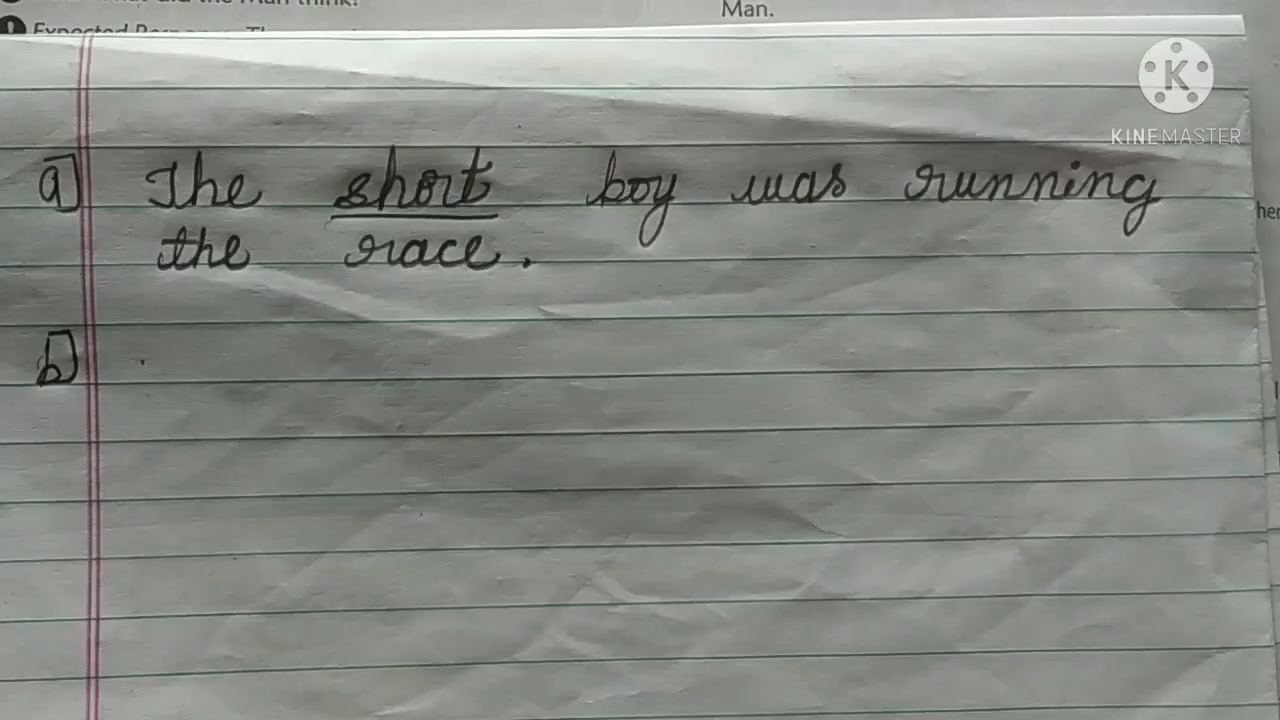 Man.
K
KINEMASTER
a] The short boy was running
the race.
b]